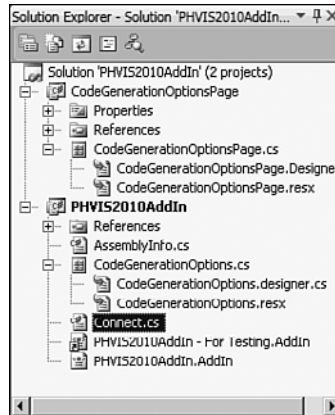 Solution Explorer - Solution 'PHVIS2010AddIn...
Solution 'PHVIS2010AddIn' (2 projects)
CodeGenerationOptionsPage
Properties
References
CodeGenerationOptionsPage.cs
CodeGenerationOptionsPage.Designe
CodeGenerationOptionsPage.resx
PHVIS2010AddIn
References
AssemblyInfo.cs
CodeGenerationOptions.cs
CodeGenerationOptions.designer.cs
CodeGenerationOptions.resx
Connect.cs
PHVIS2010AddIn - For Testing.AddIn
PHVIS2010AddIn.AddIn